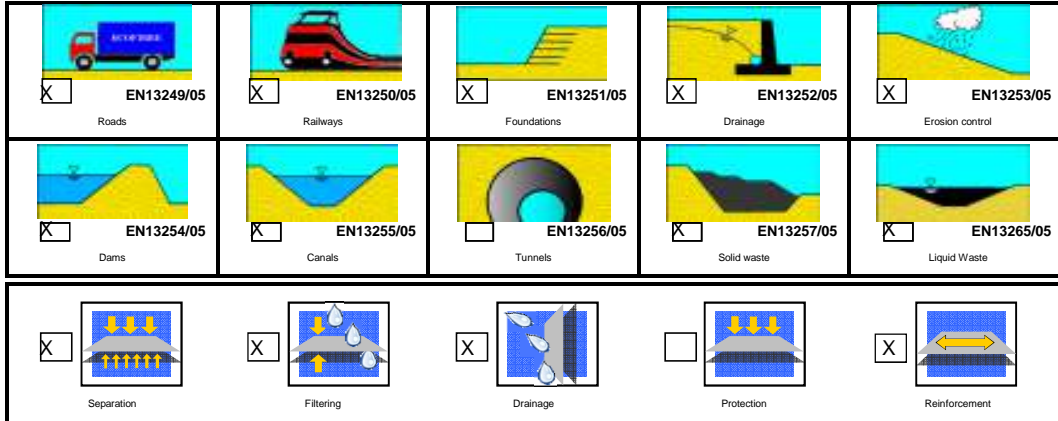 ECOFIBRE
X EN13249/05 X EN13250/05 X EN13251/05 X EN13252/05 X EN13253/05
Roads Railways Foundations Drainage Erosion control
X EN13254/05 X EN13255/05 EN13256/05 X EN13257/05 X EN13265/05
Dams Canals Tunnels Solid waste Liquid Waste
X X X X
Separation Filtering Drainage Protection Reinforcement